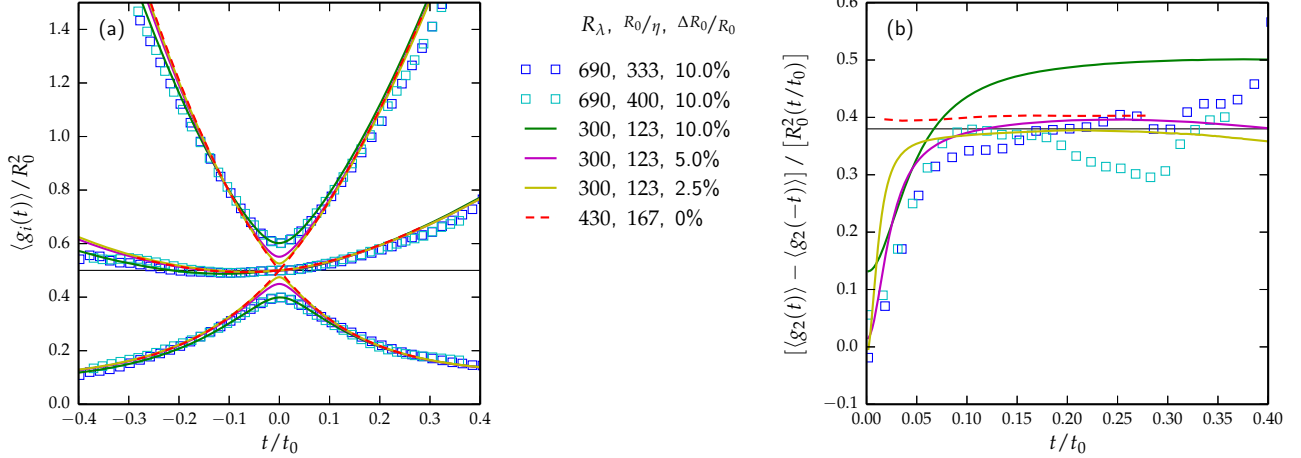 (a)
⟨g_i(t)⟩/R_0^2
1.4
1.2
1.0
0.8
0.6
0.4
0.2
0.0
−0.4 −0.3 −0.2 −0.1 0.0 0.1 0.2 0.3 0.4
t/t_0
R_λ, R_0/η, ΔR_0/R_0
690, 333, 10.0%
690, 400, 10.0%
300, 123, 10.0%
300, 123, 5.0%
300, 123, 2.5%
430, 167, 0%
(b)
[⟨g_2(t)⟩ − ⟨g_2(−t)⟩] / [R_0^2(t/t_0)]
0.6
0.5
0.4
0.3
0.2
0.1
0.0
−0.1
0.00 0.05 0.10 0.15 0.20 0.25 0.30 0.35 0.40
t/t_0